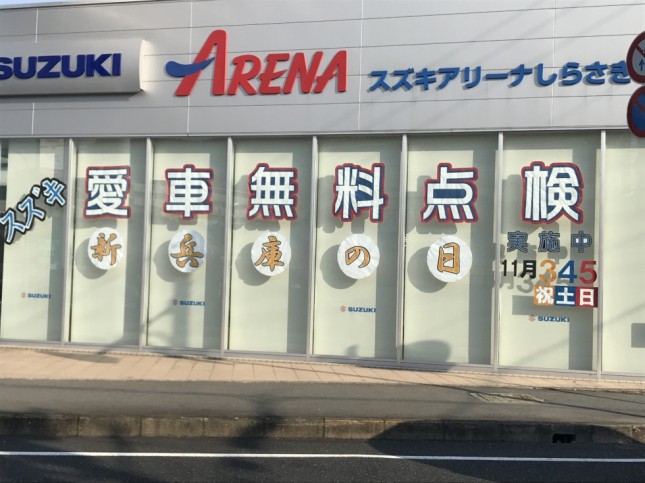 SUZUKI
ARENA
スズキアリーナしらさぎ
スズキ
愛車無料点検
新兵庫の日
実施中
11月345
祝土日
SUZUKI
SUZUKI
SUZUKI